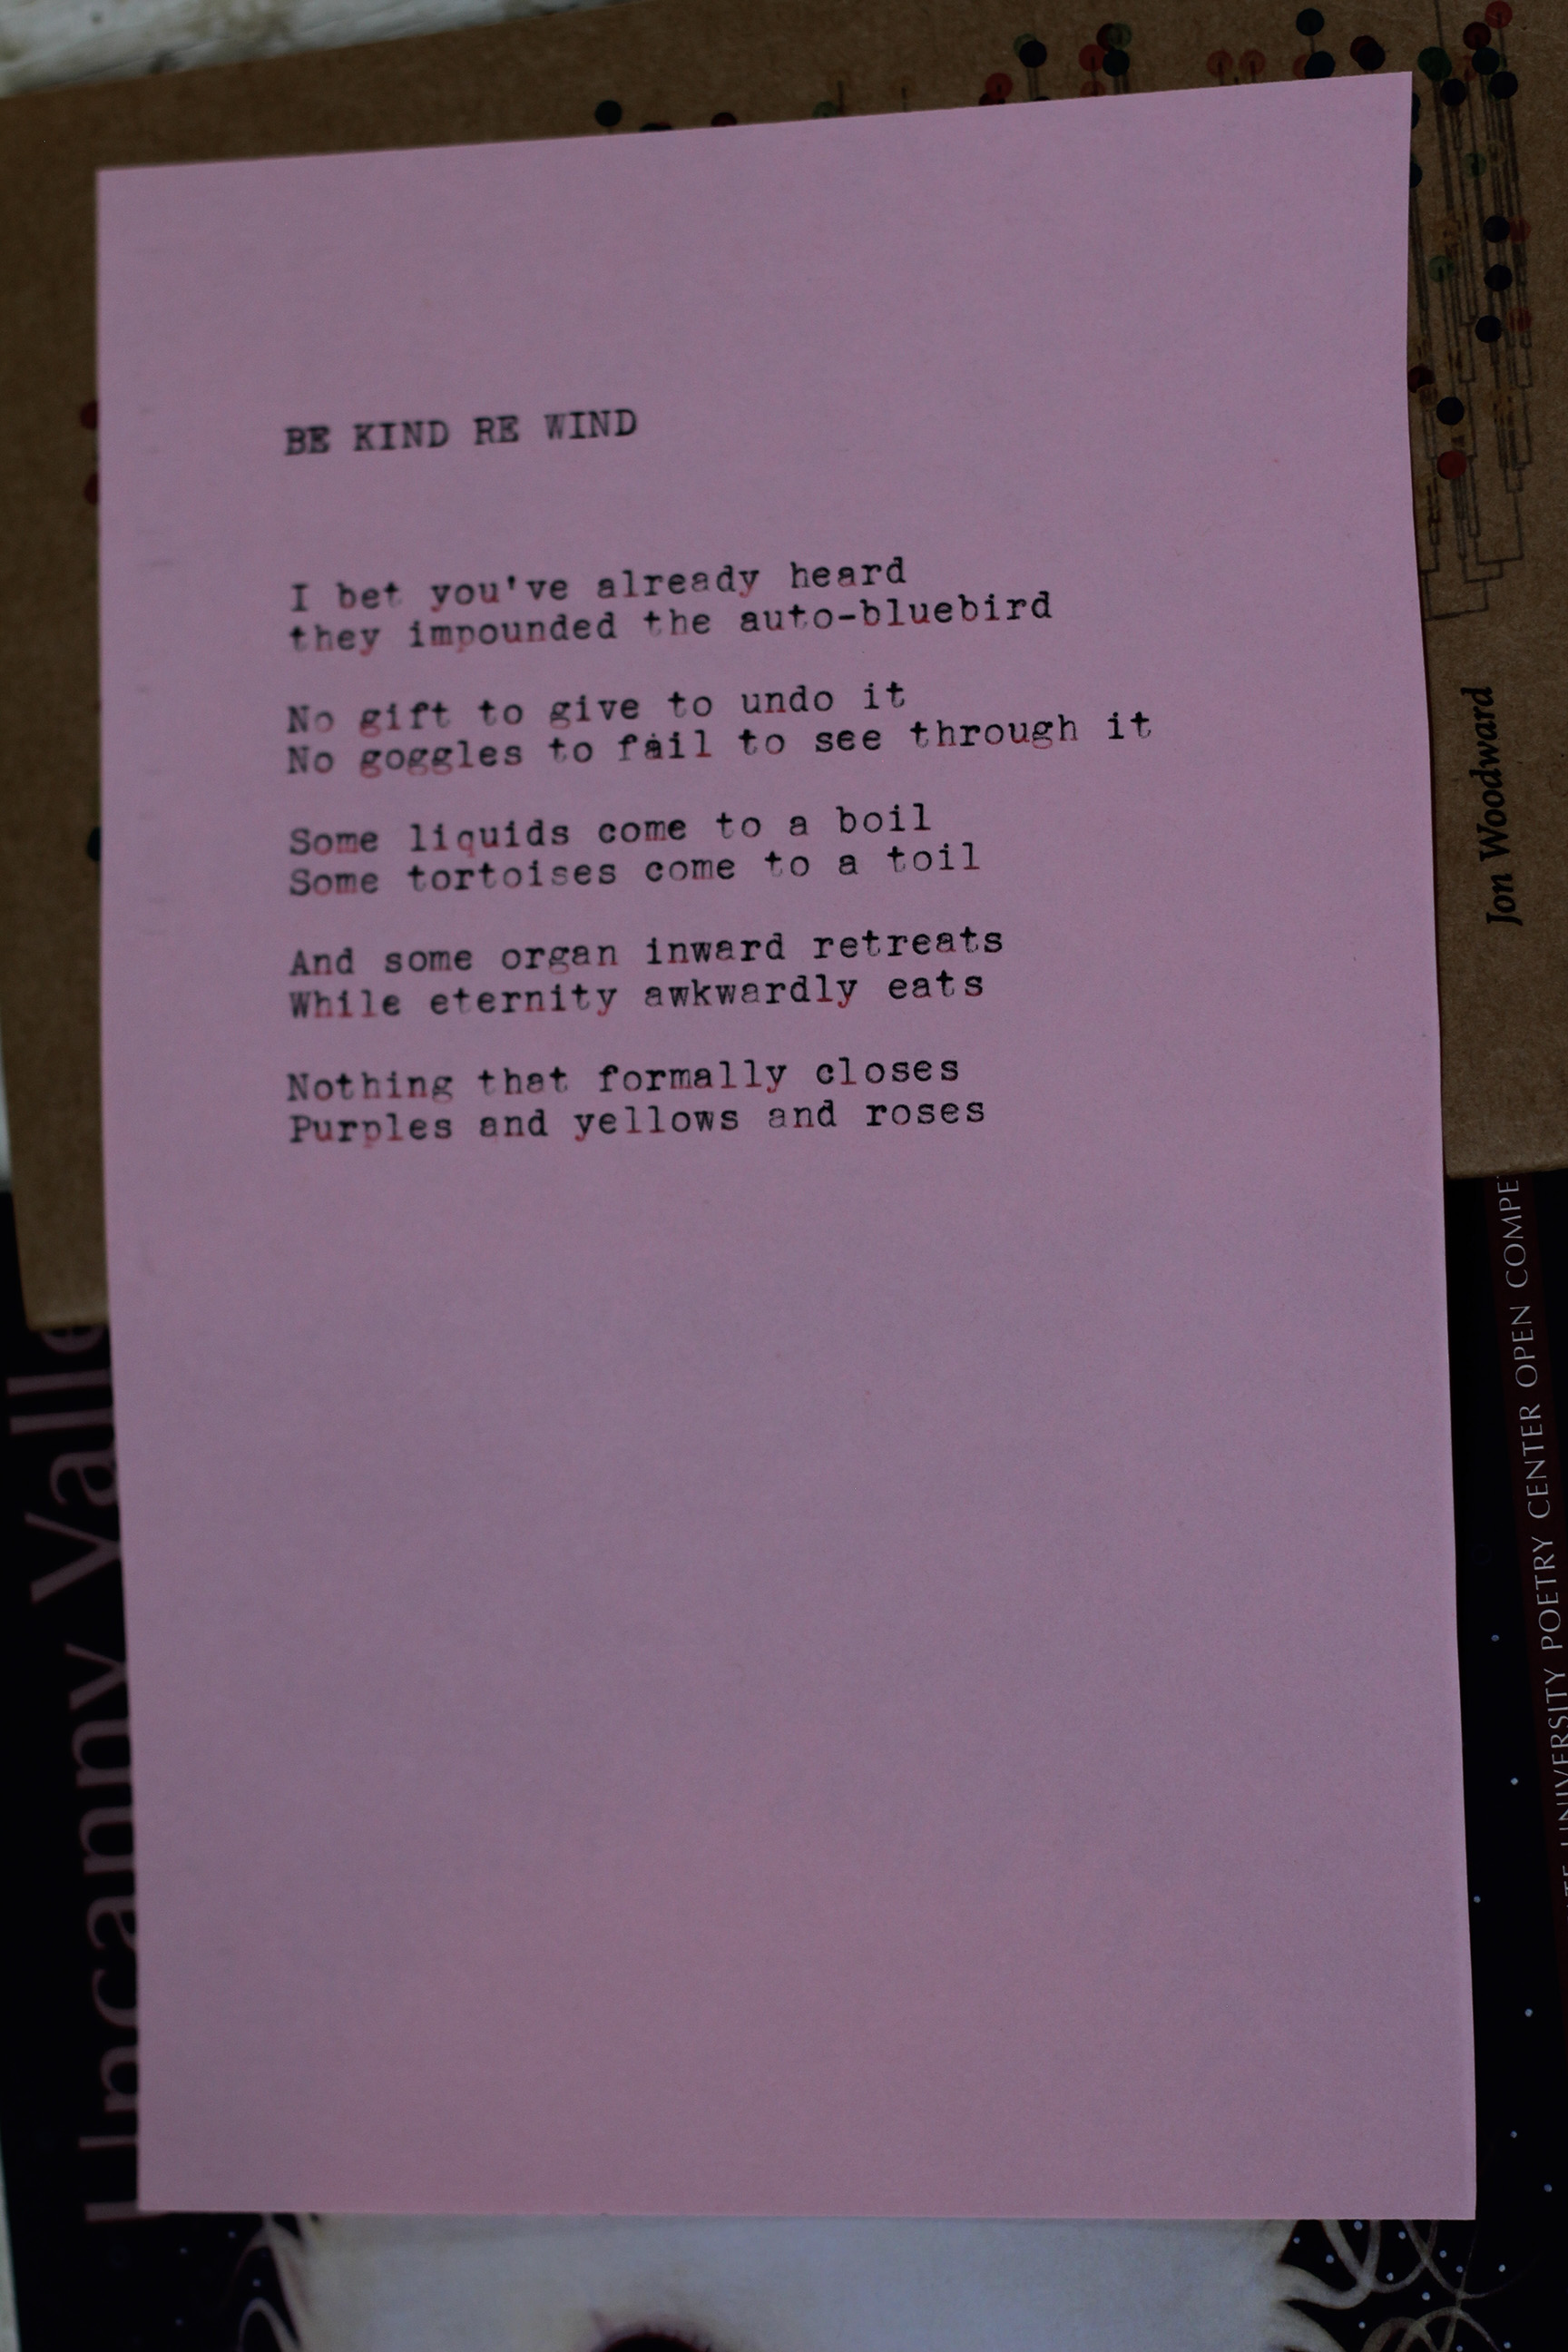 BE KIND RE WIND
I bet you've already heard
they impounded the auto-bluebird
No gift to give to undo it
No goggles to fail to see through it
Some liquids come to a boil
Some tortoises come to a toil
And some organ inward retreats
While eternity awkwardly eats
Nothing that formally closes
Purples and yellows and roses
Jon Woodward
Uncanny Valle
UNIVERSITY POETRY CENTER OPEN COMPE